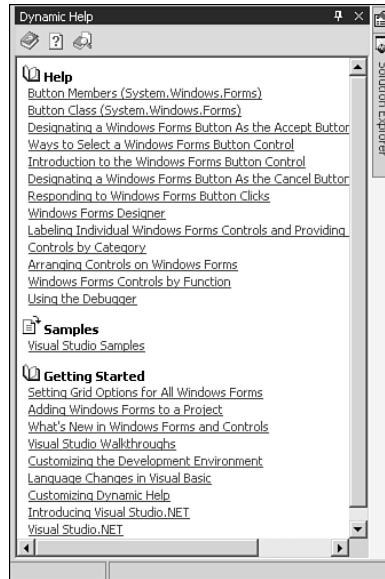 Dynamic Help
Help
Button Members (System.Windows.Forms)
Button Class (System.Windows.Forms)
Designating a Windows Forms Button As the Accept Button
Ways to Select a Windows Forms Button Control
Introduction to the Windows Forms Button Control
Designating a Windows Forms Button As the Cancel Button
Responding to Windows Forms Button Clicks
Windows Forms Designer
Labeling Individual Windows Forms Controls and Providing
Controls by Category
Arranging Controls on Windows Forms
Windows Forms Controls by Function
Using the Debugger
Samples
Visual Studio Samples
Getting Started
Setting Grid Options for All Windows Forms
Adding Windows Forms to a Project
What's New in Windows Forms and Controls
Visual Studio Walkthroughs
Customizing the Development Environment
Language Changes in Visual Basic
Customizing Dynamic Help
Introducing Visual Studio.NET
Visual Studio.NET
Solution Explorer